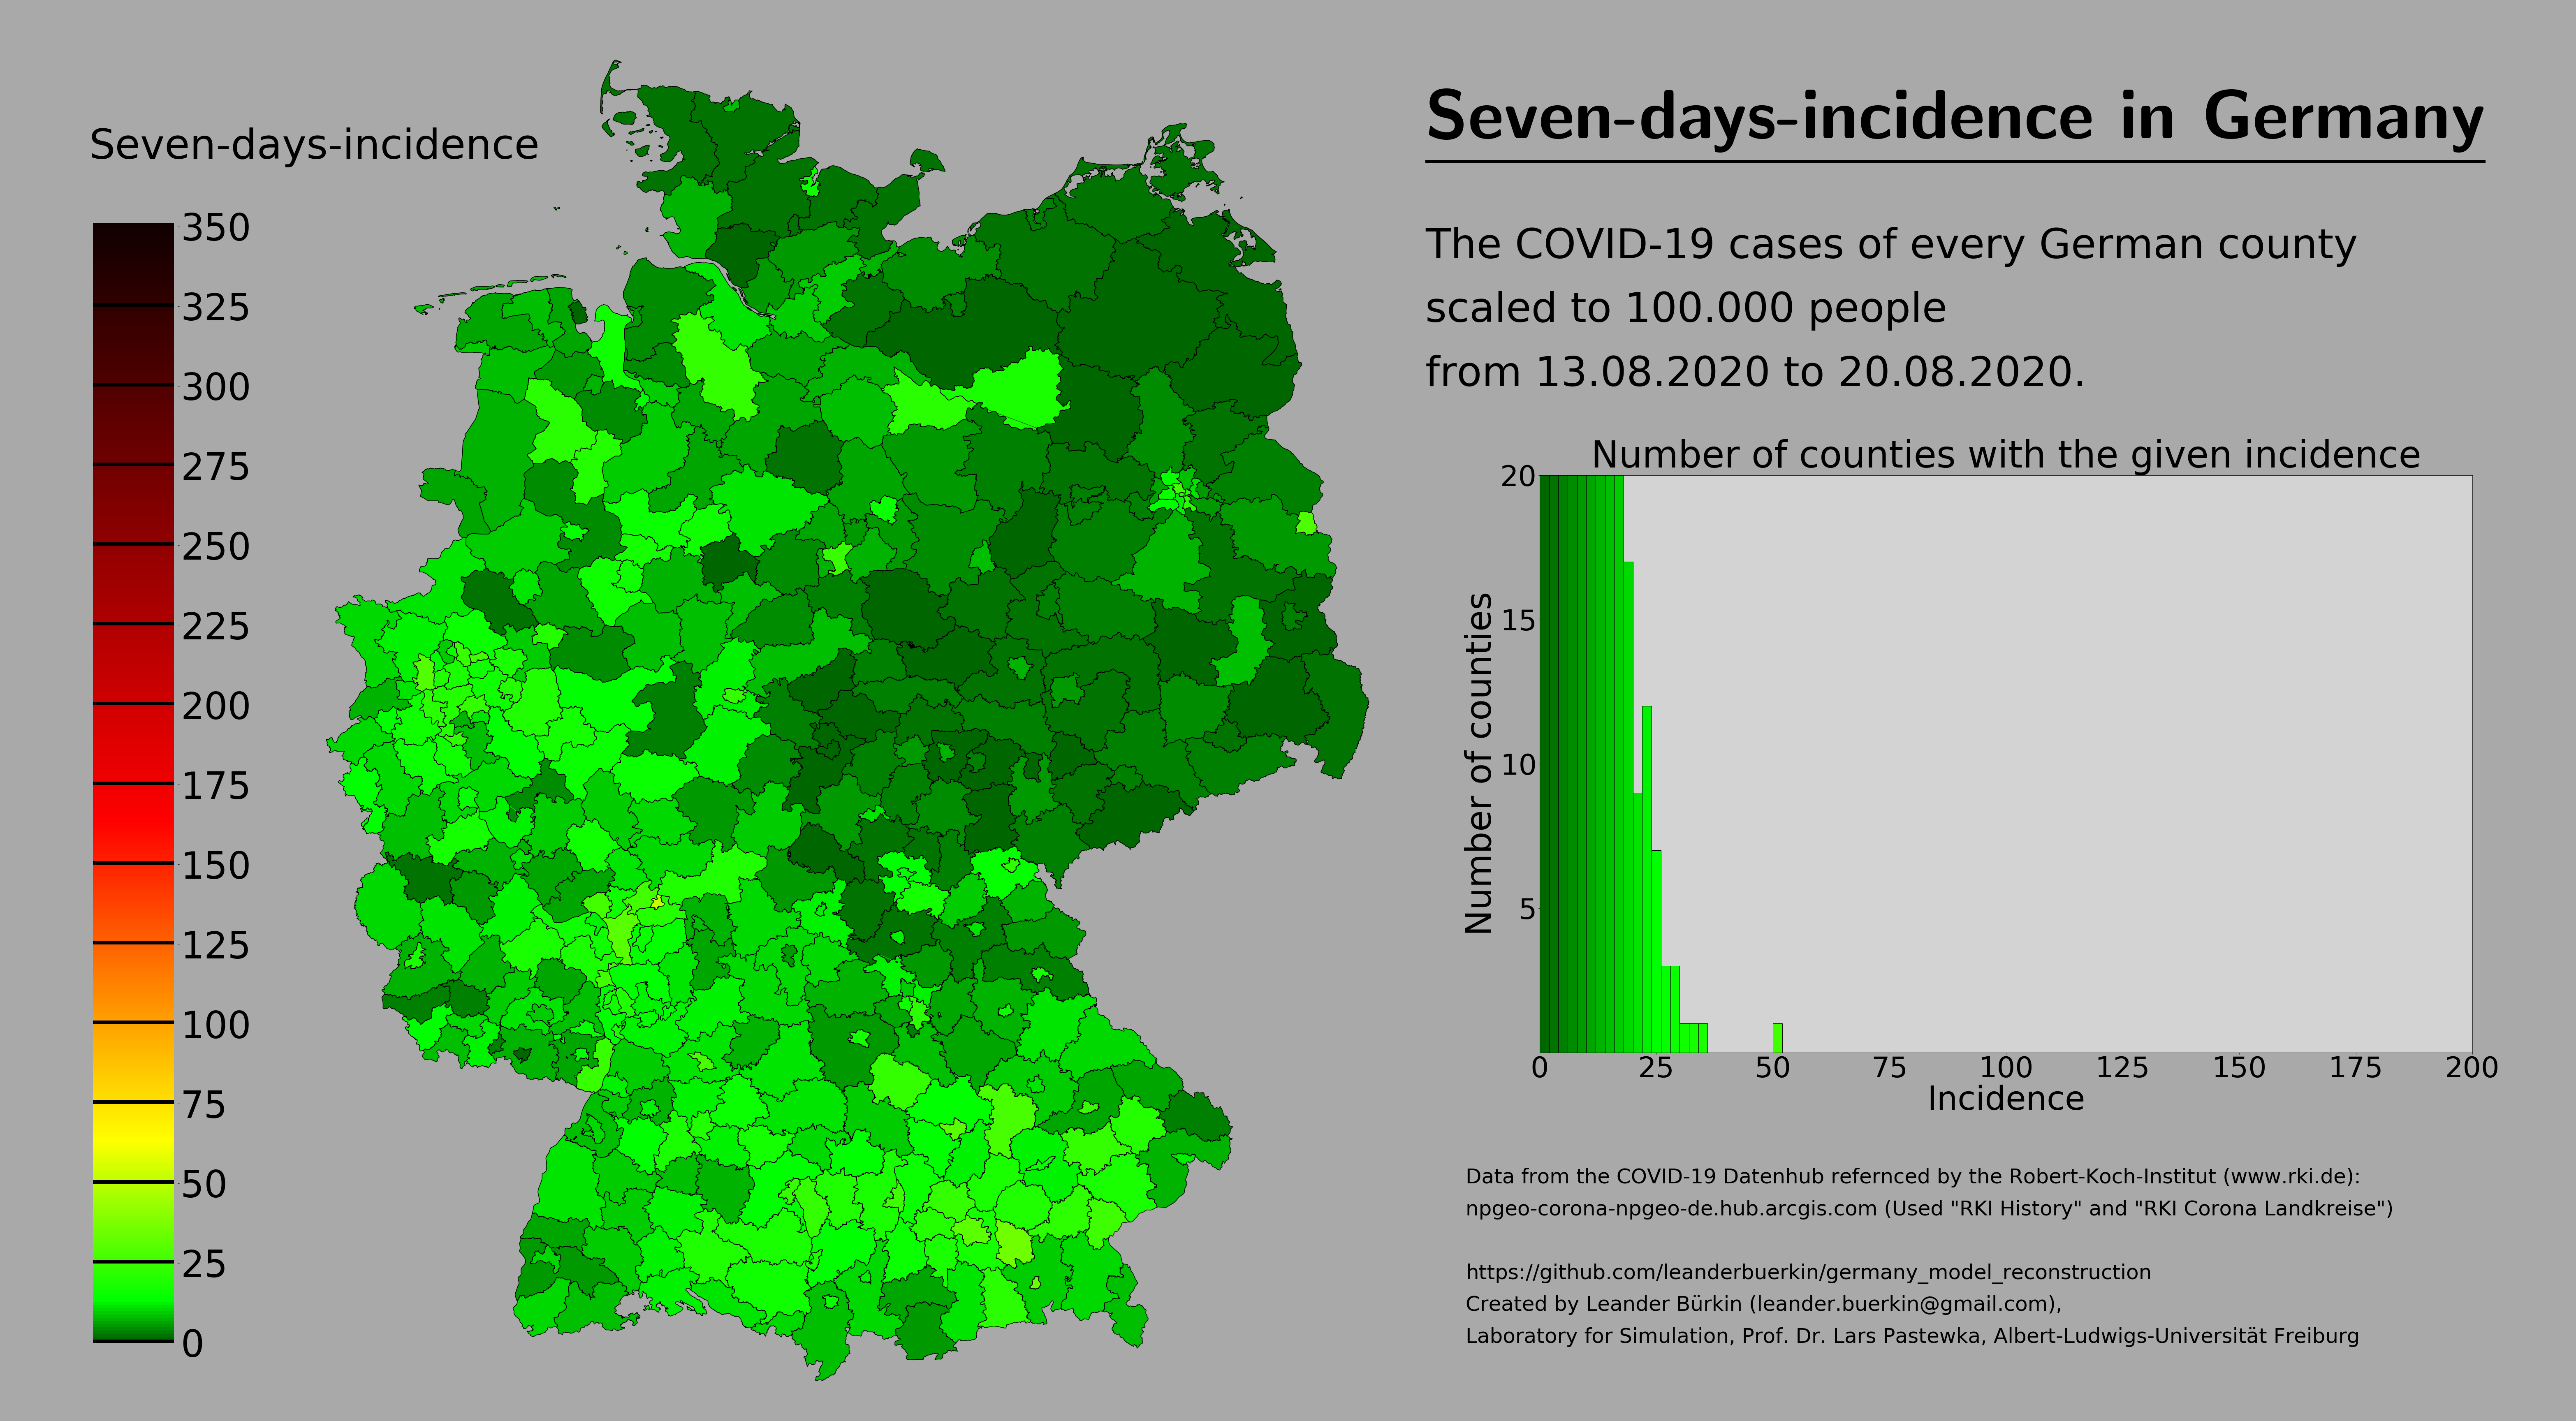 Seven-days-incidence in Germany
Seven-days-incidence
350
325
300
275
250
225
200
175
150
125
100
75
50
25
0
The COVID-19 cases of every German county
scaled to 100.000 people
from 13.08.2020 to 20.08.2020.
Number of counties with the given incidence
20
15
10
5
Number of counties
0 25 50 75 100 125 150 175 200
Incidence
Data from the COVID-19 Datenhub refernced by the Robert-Koch-Institut (www.rki.de):
npgeo-corona-npgeo-de.hub.arcgis.com (Used "RKI History" and "RKI Corona Landkreise")
https://github.com/leanderbuerkin/germany_model_reconstruction
Created by Leander Bürkin (leander.buerkin@gmail.com),
Laboratory for Simulation, Prof. Dr. Lars Pastewka, Albert-Ludwigs-Universität Freiburg